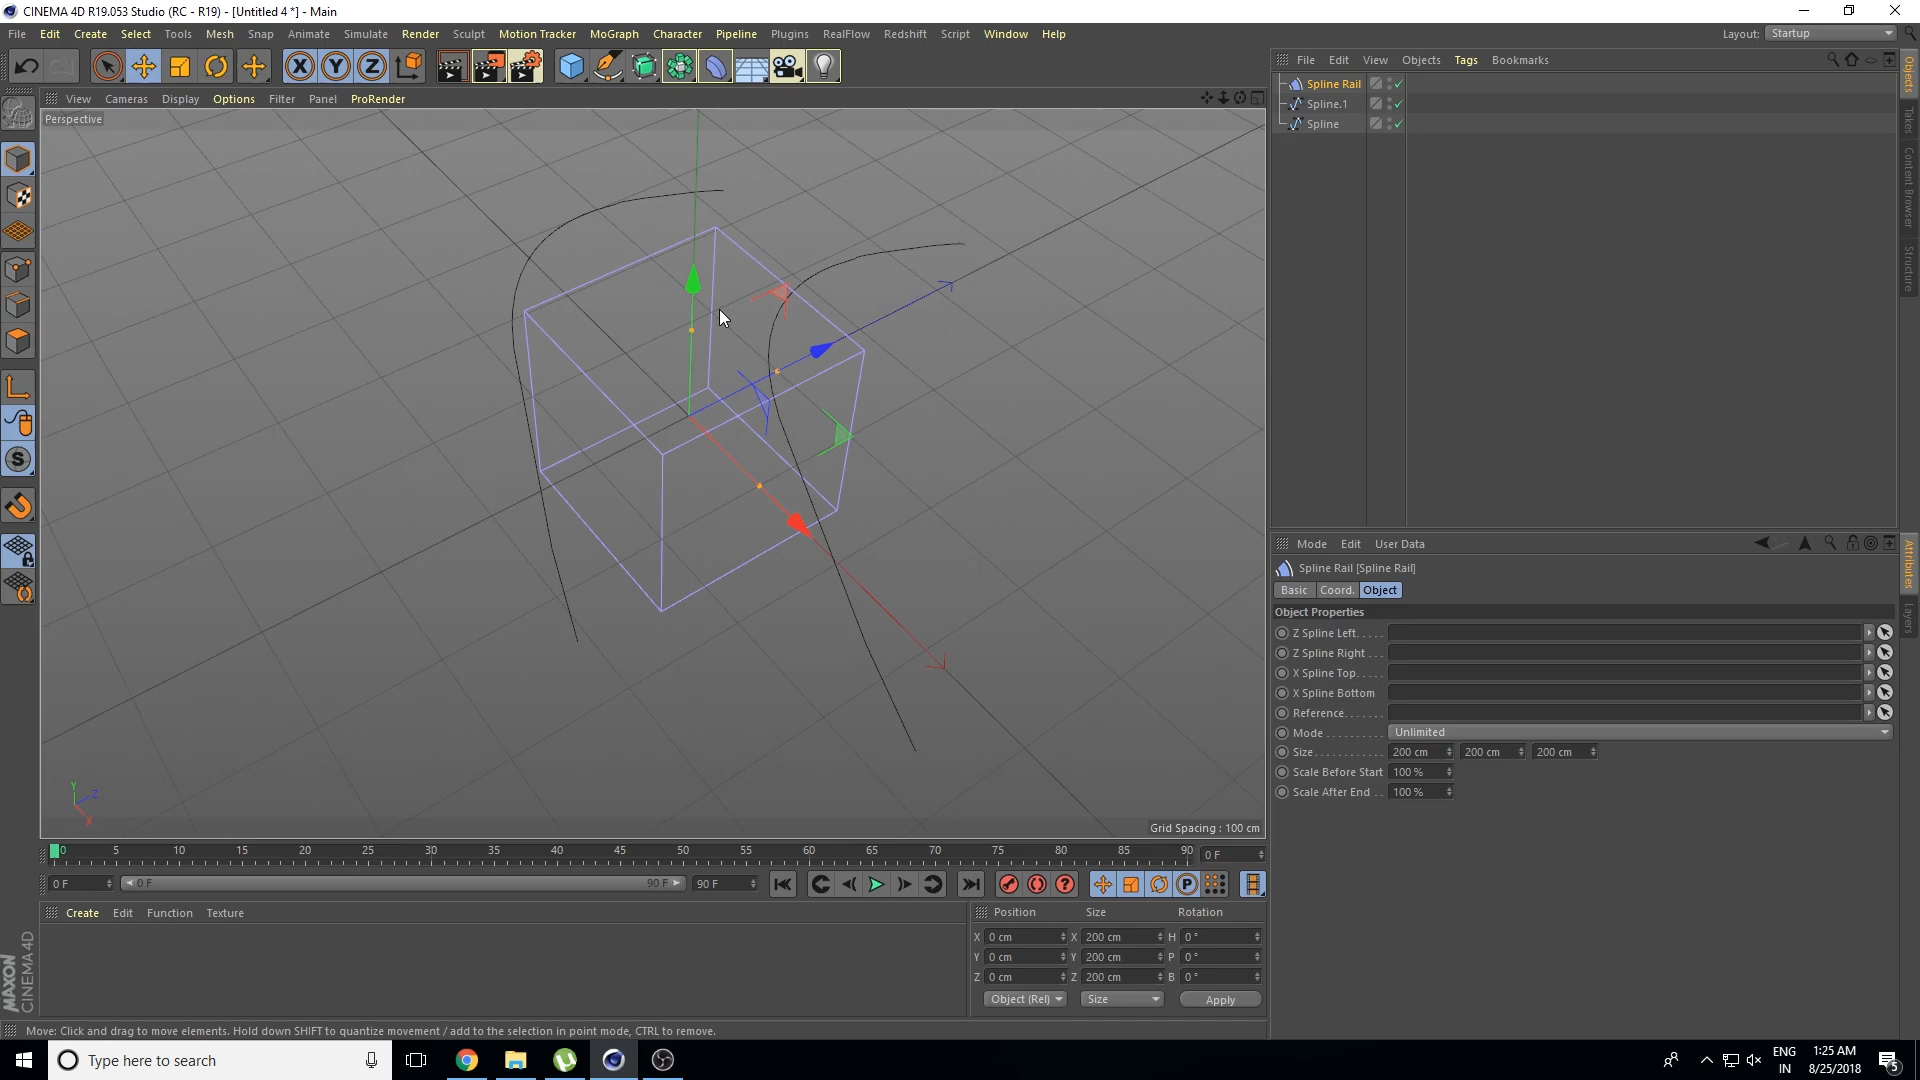 CINEMA 4D R19.053 Studio (RC - R19) - [Untitled 4 *] - Main
File Edit Create Select Tools Mesh Snap Animate Simulate Render Sculpt Motion Tracker MoGraph Character Pipeline Plugins RealFlow Redshift Script Window Help
Layout: Startup
View Cameras Display Options Filter Panel ProRender
Perspective
File Edit View Objects Tags Bookmarks
Spline Rail
Spline.1
Spline
Objects
Takes
Content Browser
Structure
Mode Edit User Data
Spline Rail [Spline Rail]
Basic Coord. Object
Object Properties
Z Spline Left. . . . .
Z Spline Right . . .
X Spline Top. . . . .
X Spline Bottom
Reference. . . . . . .
Mode . . . . . . . . . . Unlimited
Size. . . . . . . . . . . . 200 cm 200 cm 200 cm
Scale Before Start 100 %
Scale After End . . 100 %
Attributes
Layers
Y
Z
X
Grid Spacing : 100 cm
0 5 10 15 20 25 30 35 40 45 50 55 60 65 70 75 80 85 90 0 F
0 F 0 F 90 F 90 F
Create Edit Function Texture
Position Size Rotation
X 0 cm X 200 cm H 0 °
Y 0 cm Y 200 cm P 0 °
Z 0 cm Z 200 cm B 0 °
Object (Rel) Size Apply
MAXON
CINEMA 4D
Move: Click and drag to move elements. Hold down SHIFT to quantize movement / add to the selection in point mode, CTRL to remove.
Type here to search
ENG
IN
1:25 AM
8/25/2018
5